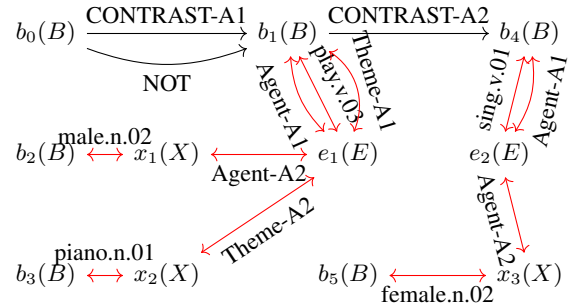 b₀(B) CONTRAST-A1 b₁(B) CONTRAST-A2 b₄(B)
NOT
Agent-A1 play.v.03 Theme-A1 sing.v.01 Agent-A1
b₂(B) male.n.02 x₁(X) Agent-A2 e₁(E) e₂(E)
Theme-A2 Agent-A2
b₃(B) piano.n.01 x₂(X) b₅(B) female.n.02 x₃(X)